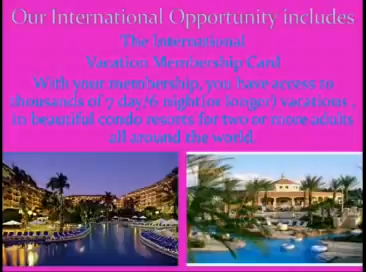 Our International Opportunity includes
The International
Vacation Membership Card
With your membership, you have access to
thousands of 7 day/6 night(or longer) vacations ,
in beautiful condo resorts for two or more adults
all around the world.